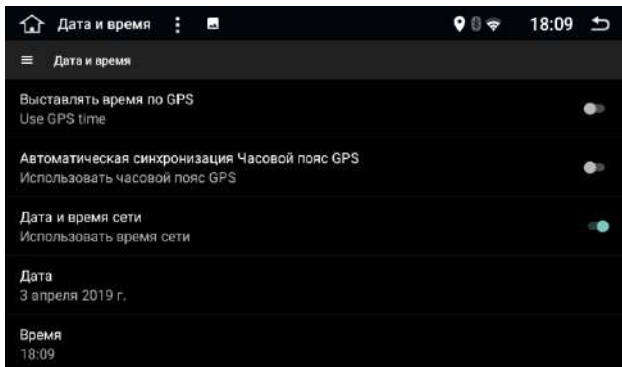 Дата и время 18:09
Дата и время
Выставлять время по GPS
Use GPS time
Автоматическая синхронизация Часовой пояс GPS
Использовать часовой пояс GPS
Дата и время сети
Использовать время сети
Дата
3 апреля 2019 г.
Время
18:09